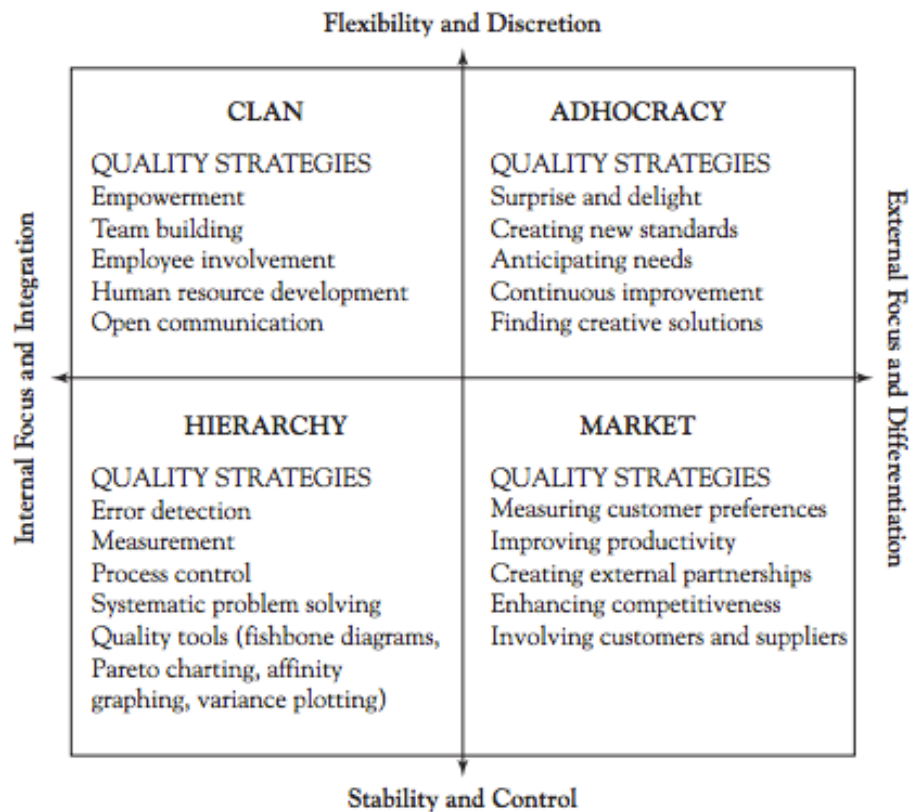 Flexibility and Discretion
CLAN
QUALITY STRATEGIES
Empowerment
Team building
Employee involvement
Human resource development
Open communication
ADHOCRACY
QUALITY STRATEGIES
Surprise and delight
Creating new standards
Anticipating needs
Continuous improvement
Finding creative solutions
Internal Focus and Integration
External Focus and Differentiation
HIERARCHY
QUALITY STRATEGIES
Error detection
Measurement
Process control
Systematic problem solving
Quality tools (fishbone diagrams,
Pareto charting, affinity
graphing, variance plotting)
MARKET
QUALITY STRATEGIES
Measuring customer preferences
Improving productivity
Creating external partnerships
Enhancing competitiveness
Involving customers and suppliers
Stability and Control